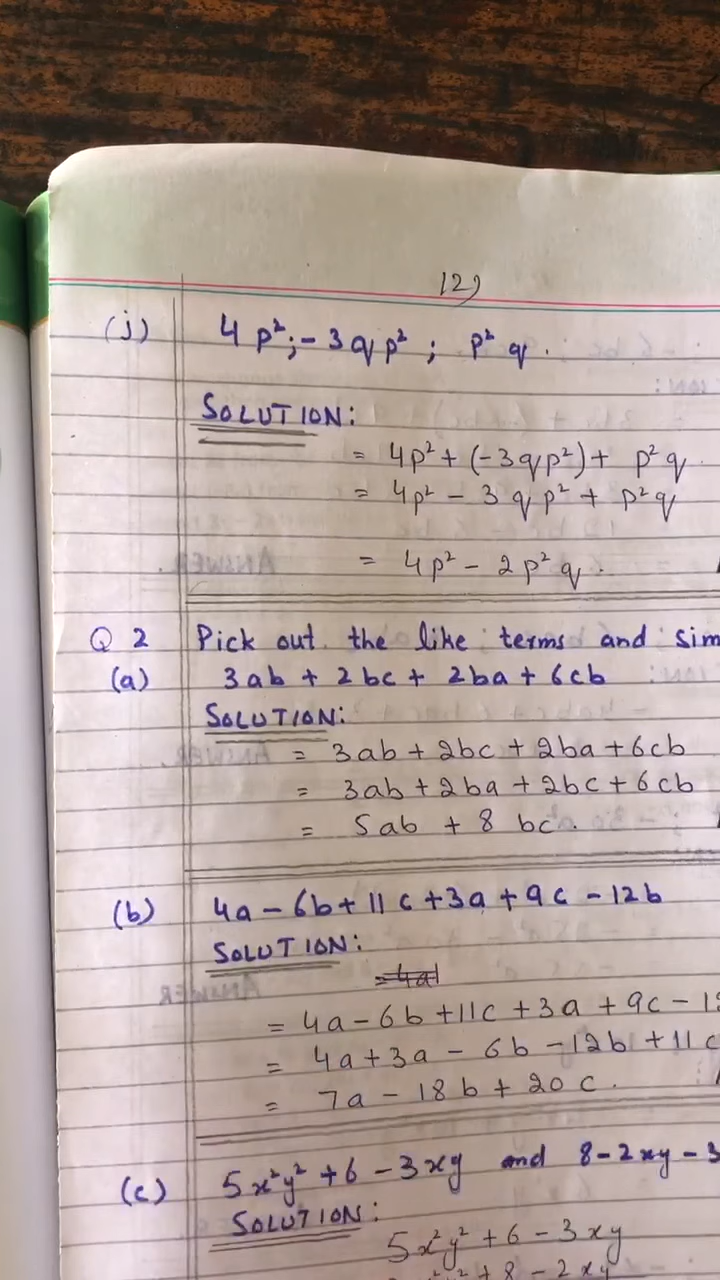 12)
(j) 4p²; -3qp²; p²q.
SOLUTION:
= 4p² + (-3qp²) + p²q
= 4p² - 3qp² + p²q
= 4p² - 2p²q.
Q 2 Pick out the like terms and sim
(a) 3ab + 2bc + 2ba + 6cb
SOLUTION:
= 3ab + 2bc + 2ba + 6cb
= 3ab + 2ba + 2bc + 6cb
= 5ab + 8bc.
(b) 4a - 6b + 11c + 3a + 9c - 12b
SOLUTION:
= 4a - 6b + 11c + 3a + 9c - 1
= 4a + 3a - 6b - 12b + 11c
= 7a - 18b + 20c.
(c) 5x²y² + 6 - 3xy and 8 - 2xy - 3
SOLUTION:
5x²y² + 6 - 3xy
+ 8 - 2xy